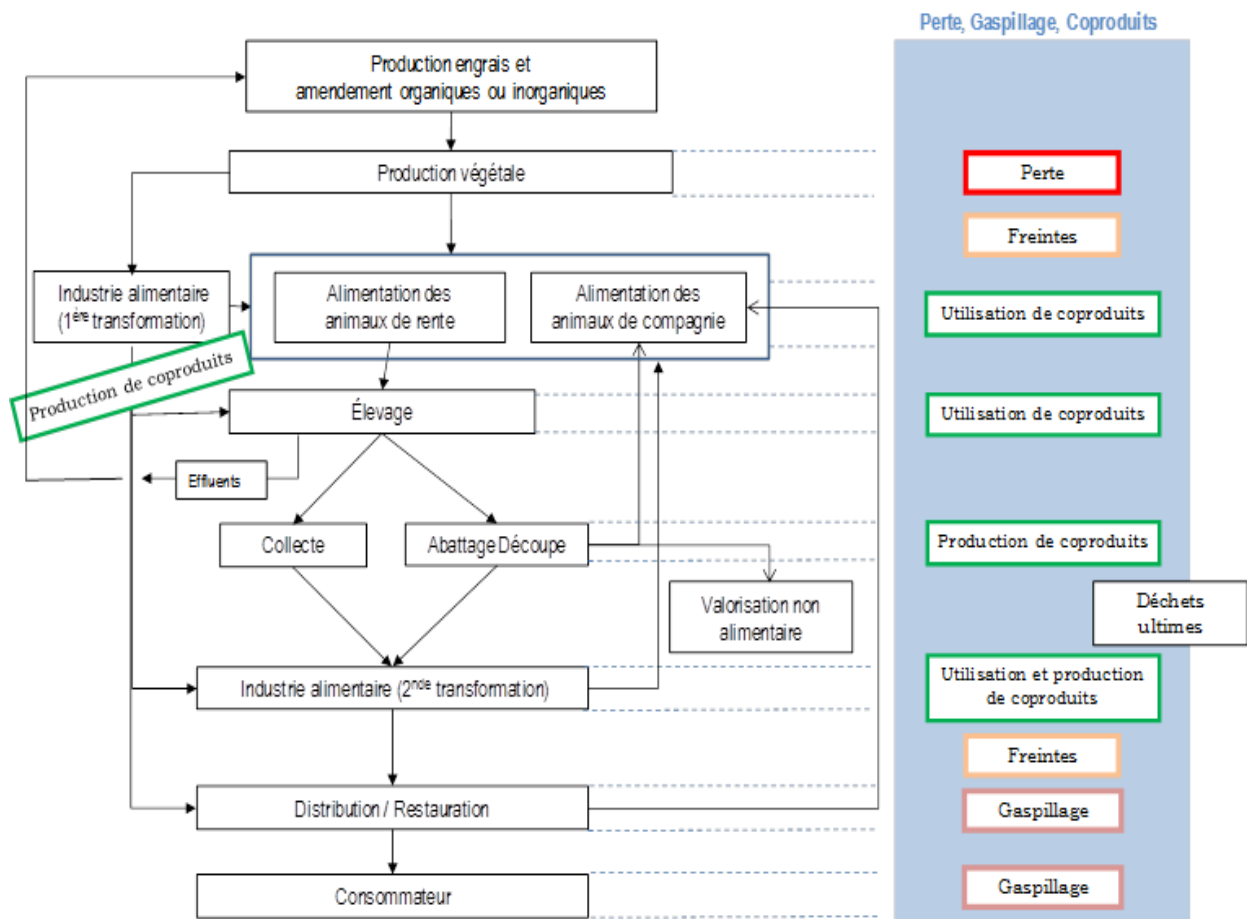 Perte, Gaspillage, Coproduits
Production engrais et
amendement organiques ou inorganiques
Production végétale
Perte
Freintes
Industrie alimentaire
(1ère transformation)
Alimentation des
animaux de rente
Alimentation des
animaux de compagnie
Utilisation de coproduits
Production de coproduits
Élevage
Utilisation de coproduits
Effluents
Collecte
Abattage Découpe
Production de coproduits
Valorisation non
alimentaire
Déchets
ultimes
Industrie alimentaire (2nde transformation)
Utilisation et production
de coproduits
Freintes
Distribution / Restauration
Gaspillage
Consommateur
Gaspillage